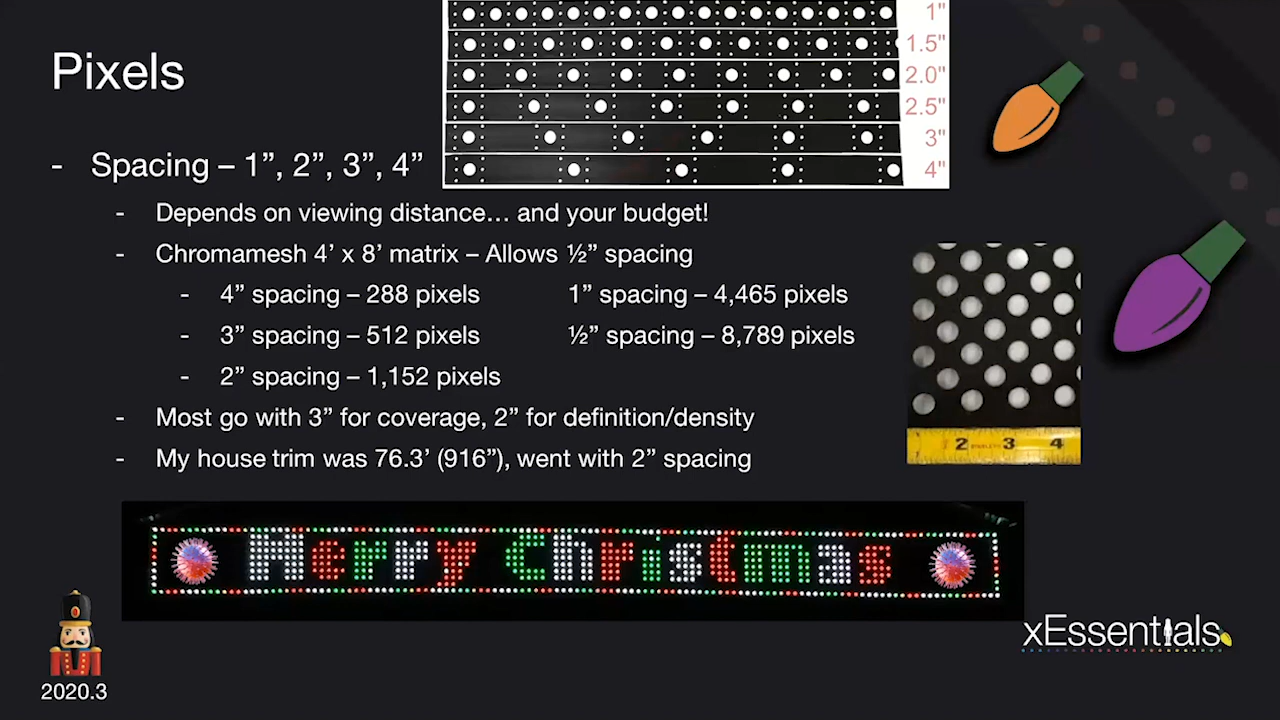 Pixels
1"
1.5"
2.0"
2.5"
3"
4"
- Spacing – 1”, 2”, 3”, 4”
- Depends on viewing distance… and your budget!
- Chromamesh 4’ x 8’ matrix – Allows ½” spacing
- 4” spacing – 288 pixels 1” spacing – 4,465 pixels
- 3” spacing – 512 pixels ½” spacing – 8,789 pixels
- 2” spacing – 1,152 pixels
- Most go with 3” for coverage, 2” for definition/density
- My house trim was 76.3’ (916”), went with 2” spacing
2 3 4
Merry Christmas
xEssentials
2020.3